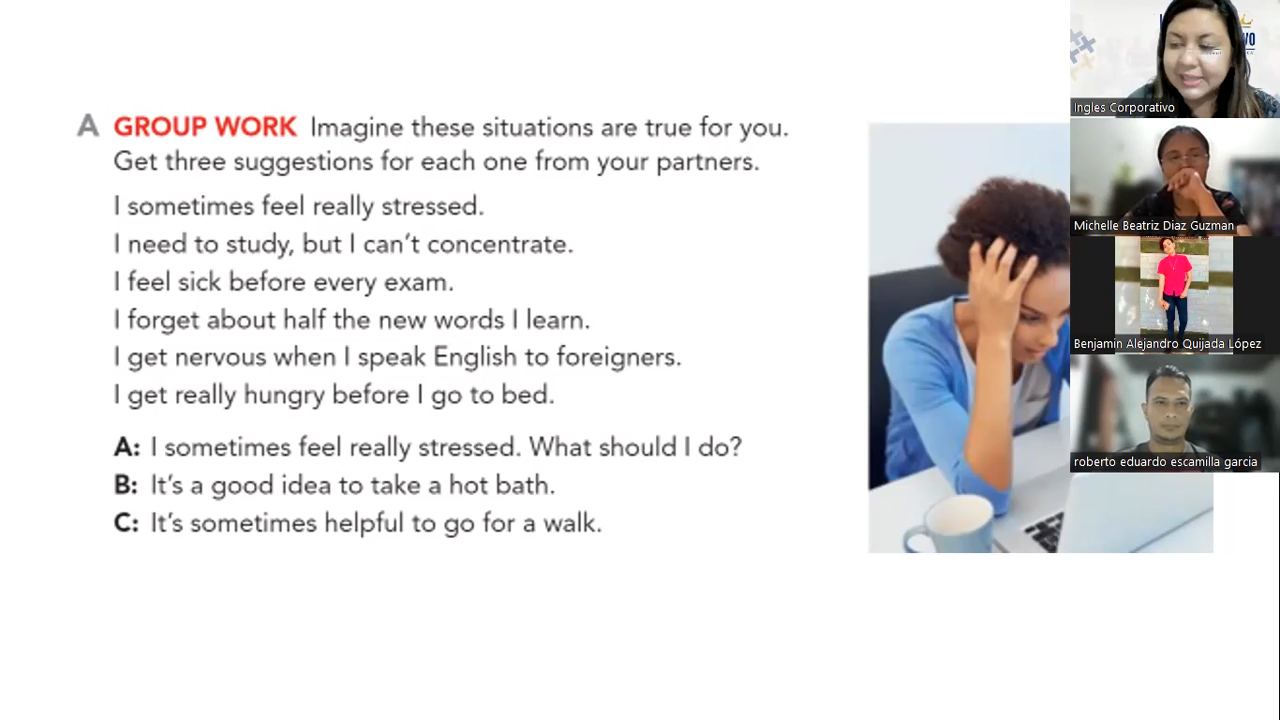 A GROUP WORK Imagine these situations are true for you.
Get three suggestions for each one from your partners.
I sometimes feel really stressed.
I need to study, but I can't concentrate.
I feel sick before every exam.
I forget about half the new words I learn.
I get nervous when I speak English to foreigners.
I get really hungry before I go to bed.
A: I sometimes feel really stressed. What should I do?
B: It's a good idea to take a hot bath.
C: It's sometimes helpful to go for a walk.
Ingles Corporativo
Michelle Beatriz Diaz Guzman
Benjamin Alejandro Quijada López
roberto eduardo escamilla garcia